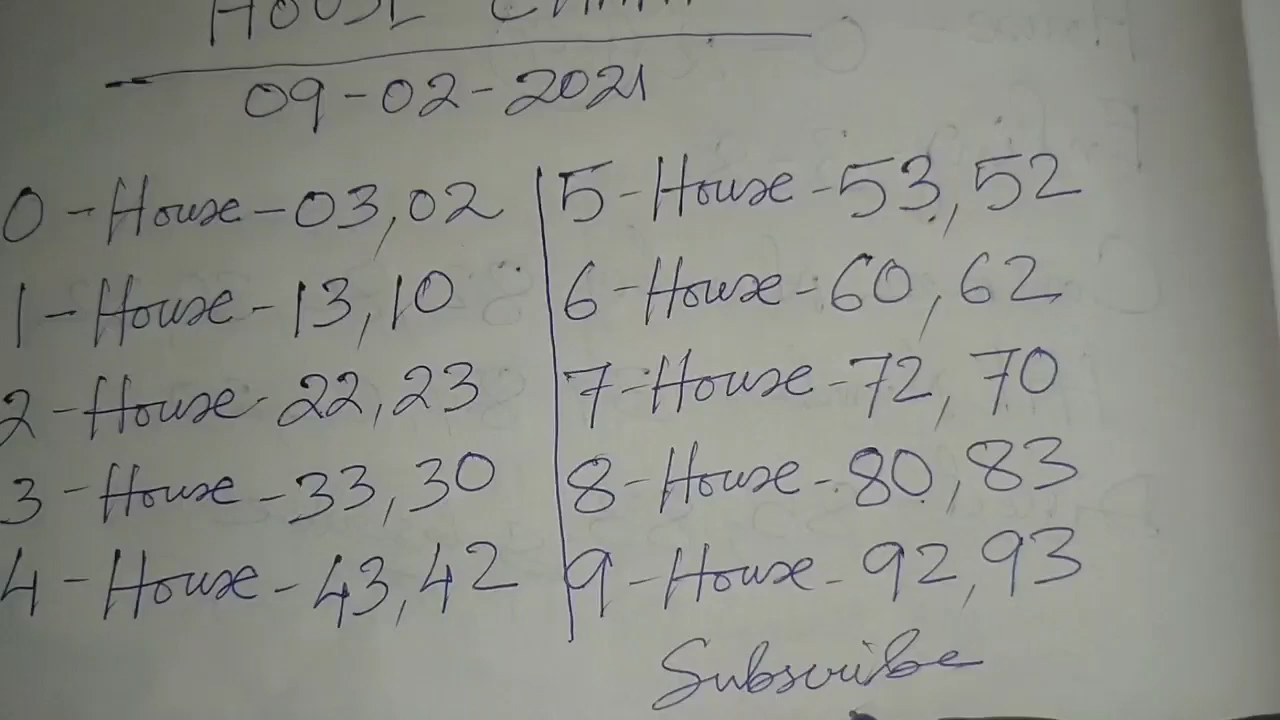 HOUSE
09-02-2021
0-House-03,02
1-House-13,10
2-House-22,23
3-House-33,30
4-House-43,42
5-House-53,52
6-House-60,62
7-House-72,70
8-House-80,83
9-House-92,93
Subscribe